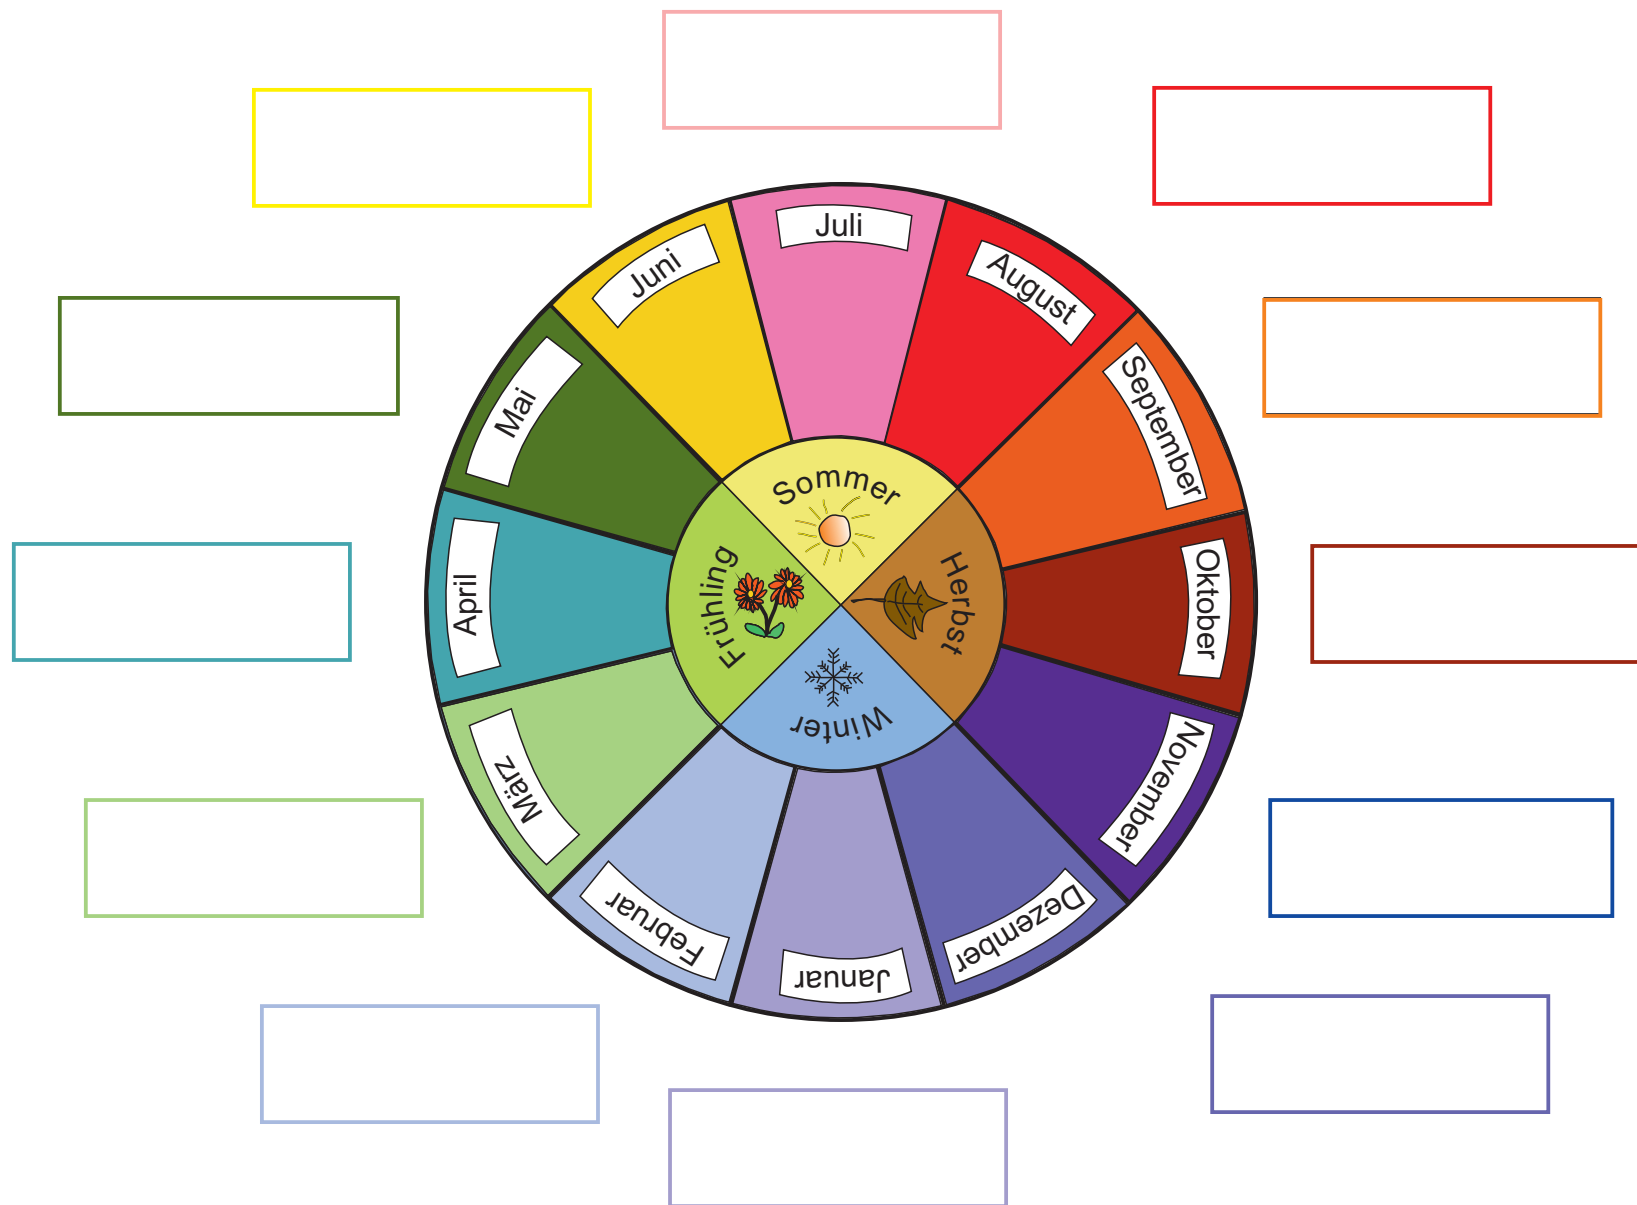 Juli
August
September
Oktober
November
Dezember
Januar
Februar
März
April
Mai
Juni
Sommer
Herbst
Winter
Frühling